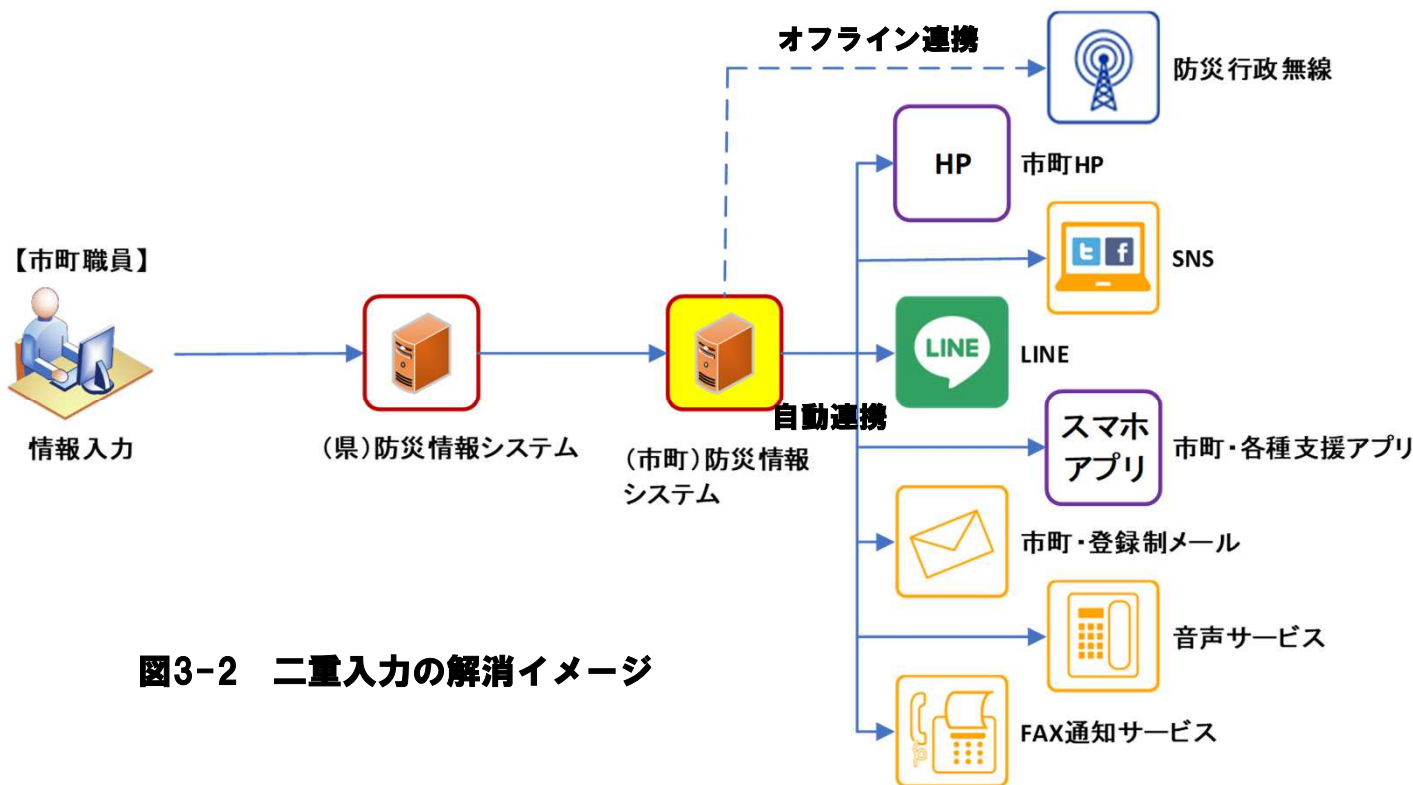 オフライン連携
防災行政無線
HP
市町HP
【市町職員】
t f
SNS
LINE
LINE
自動連携
情報入力
(県)防災情報システム
(市町)防災情報
システム
スマホ
アプリ
市町・各種支援アプリ
市町・登録制メール
音声サービス
図3-2 二重入力の解消イメージ
FAX通知サービス